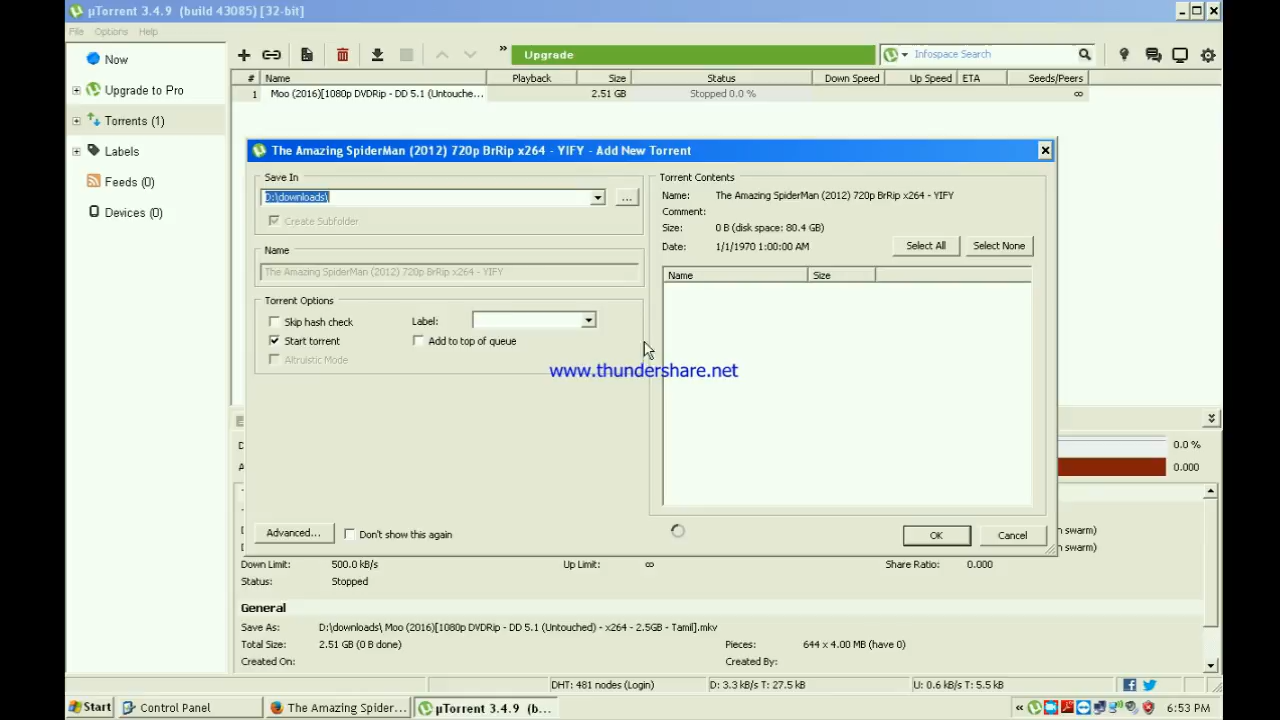 µTorrent 3.4.9 (build 43085) [32-bit]
File Options Help
Now
Upgrade to Pro
Torrents (1)
Labels
Feeds (0)
Devices (0)
» Upgrade Infospace Search
# Name Playback Size Status Down Speed Up Speed ETA Seeds/Peers
1 Moo (2016)[1080p DVDRip - DD 5.1 (Untouche... 2.51 GB Stopped 0.0 % ∞
The Amazing SpiderMan (2012) 720p BrRip x264 - YIFY - Add New Torrent
Save In
D:\downloads\
...
Create Subfolder
Name
The Amazing SpiderMan (2012) 720p BrRip x264 - YIFY
Torrent Options
Skip hash check Label:
Start torrent Add to top of queue
Altruistic Mode
Torrent Contents
Name: The Amazing SpiderMan (2012) 720p BrRip x264 - YIFY
Comment:
Size: 0 B (disk space: 80.4 GB)
Date: 1/1/1970 1:00:00 AM Select All Select None
Name Size
www.thundershare.net
Advanced... Don't show this again OK Cancel
0.0 %
0.000
n swarm)
n swarm)
Down Limit: 500.0 kB/s Up Limit: ∞ Share Ratio: 0.000
Status: Stopped
General
Save As: D:\downloads\ Moo (2016)[1080p DVDRip - DD 5.1 (Untouched) - x264 - 2.5GB - Tamil].mkv
Total Size: 2.51 GB (0 B done) Pieces: 644 x 4.00 MB (have 0)
Created On: Created By:
DHT: 481 nodes (Login) D: 3.3 kB/s T: 27.5 kB U: 0.6 kB/s T: 5.5 kB
Start Control Panel The Amazing Spider... µTorrent 3.4.9 (b... « 6:53 PM